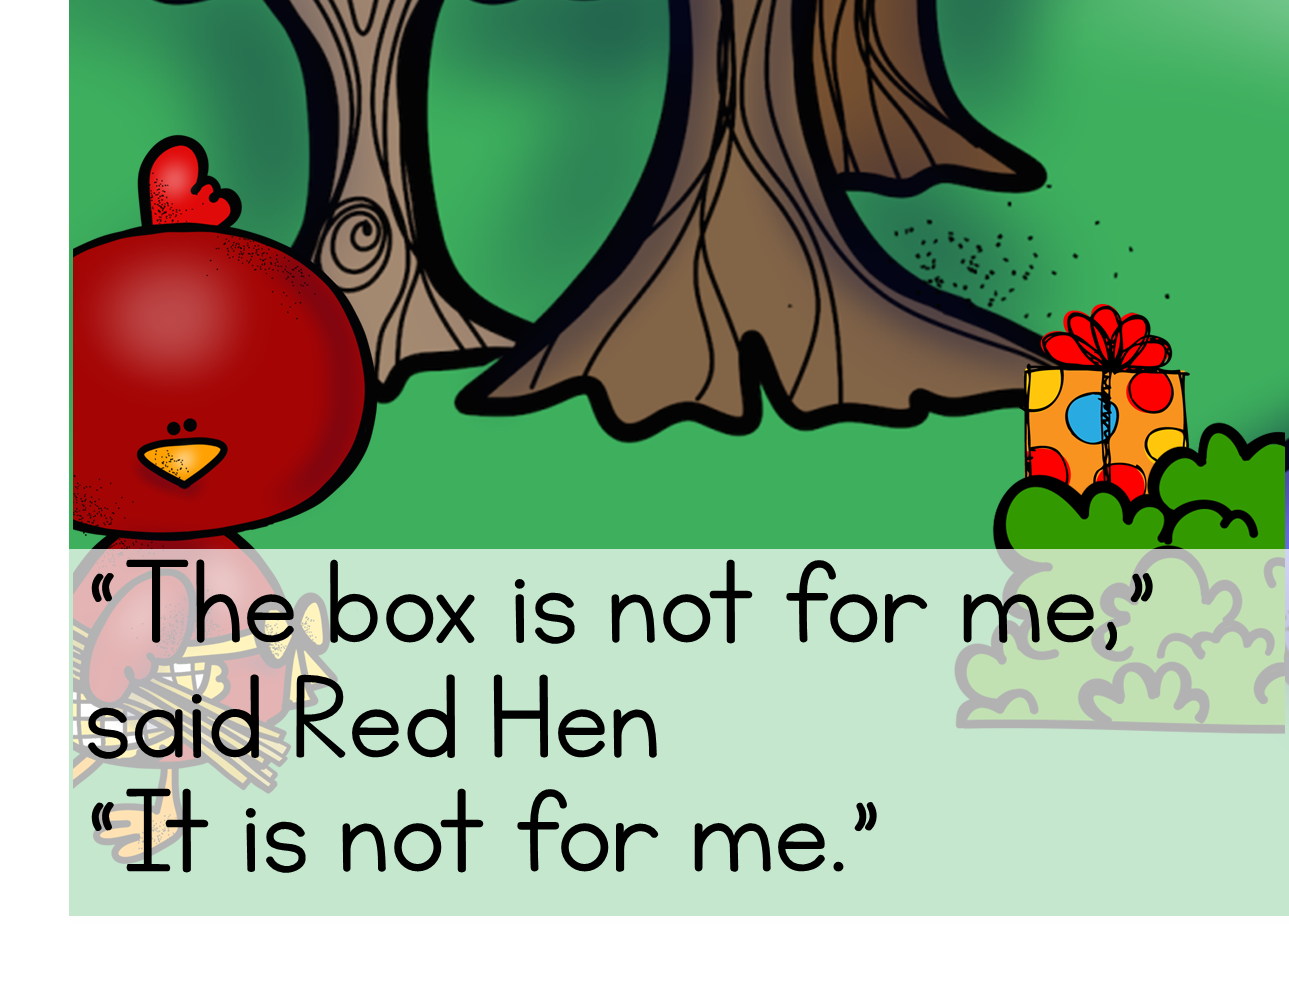 “The box is not for me,”
said Red Hen
“It is not for me.”